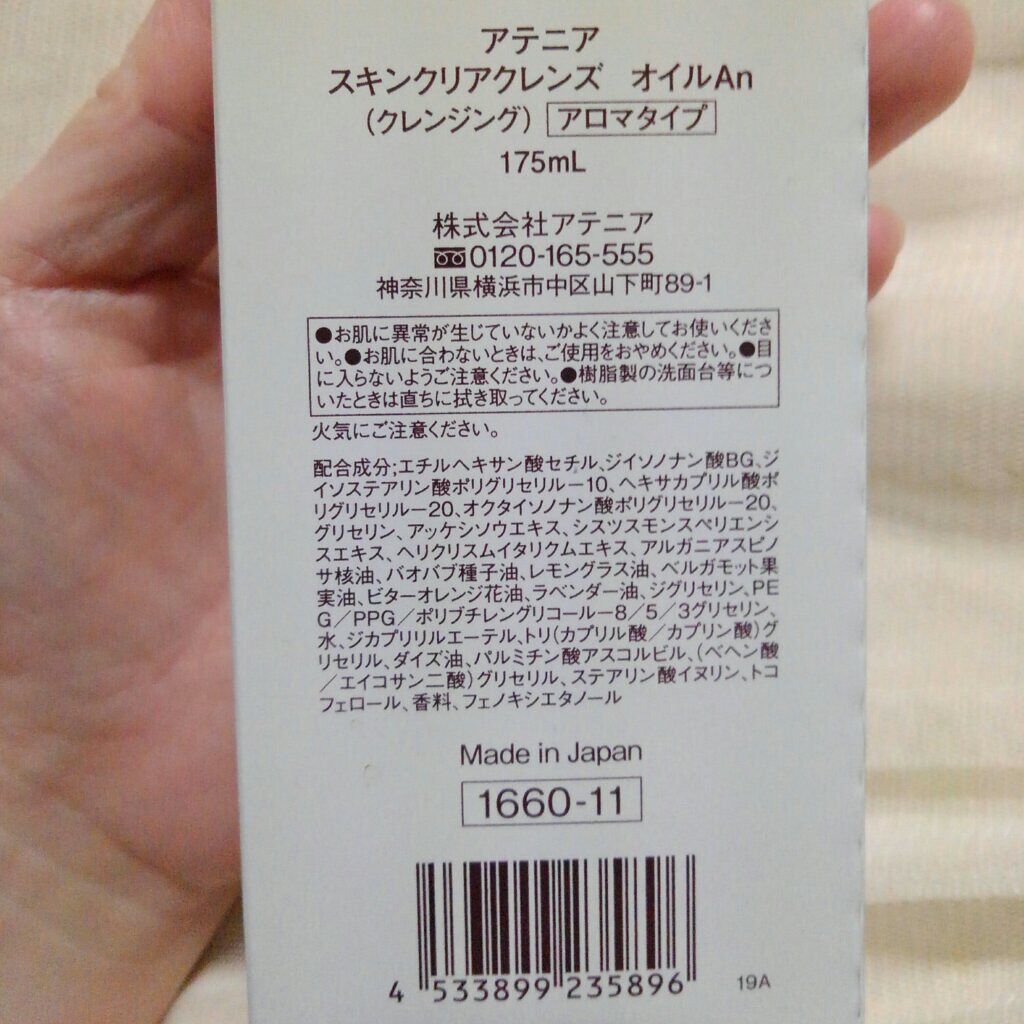 アテニア
スキンクリアクレンズ オイルAn
(クレンジング) アロマタイプ
175mL
株式会社アテニア
0120-165-555
神奈川県横浜市中区山下町89-1
●お肌に異常が生じていないかよく注意してお使いくださ
い。●お肌に合わないときは、ご使用をおやめください。●目
に入らないようご注意ください。●樹脂製の洗面台等につ
いたときは直ちに拭き取ってください。
火気にご注意ください。
配合成分;エチルヘキサン酸セチル、ジイソノナン酸BG、ジ
イソステアリン酸ポリグリセリルー10、ヘキサカプリル酸ポ
リグリセリルー20、オクタイソノナン酸ポリグリセリルー20、
グリセリン、アッケシソウエキス、シスツスモンスペリエンシ
スエキス、ヘリクリスムイタリクムエキス、アルガニアスピノ
サ核油、バオバブ種子油、レモングラス油、ベルガモット果
実油、ビターオレンジ花油、ラベンダー油、ジグリセリン、PE
G/PPG/ポリブチレングリコールー8/5/3グリセリン、
水、ジカプリリルエーテル、トリ(カプリル酸/カプリン酸)グ
リセリル、ダイズ油、パルミチン酸アスコルビル、(ベヘン酸
/エイコサン二酸)グリセリル、ステアリン酸イヌリン、トコ
フェロール、香料、フェノキシエタノール
Made in Japan
1660-11
4 533899 235896
19A